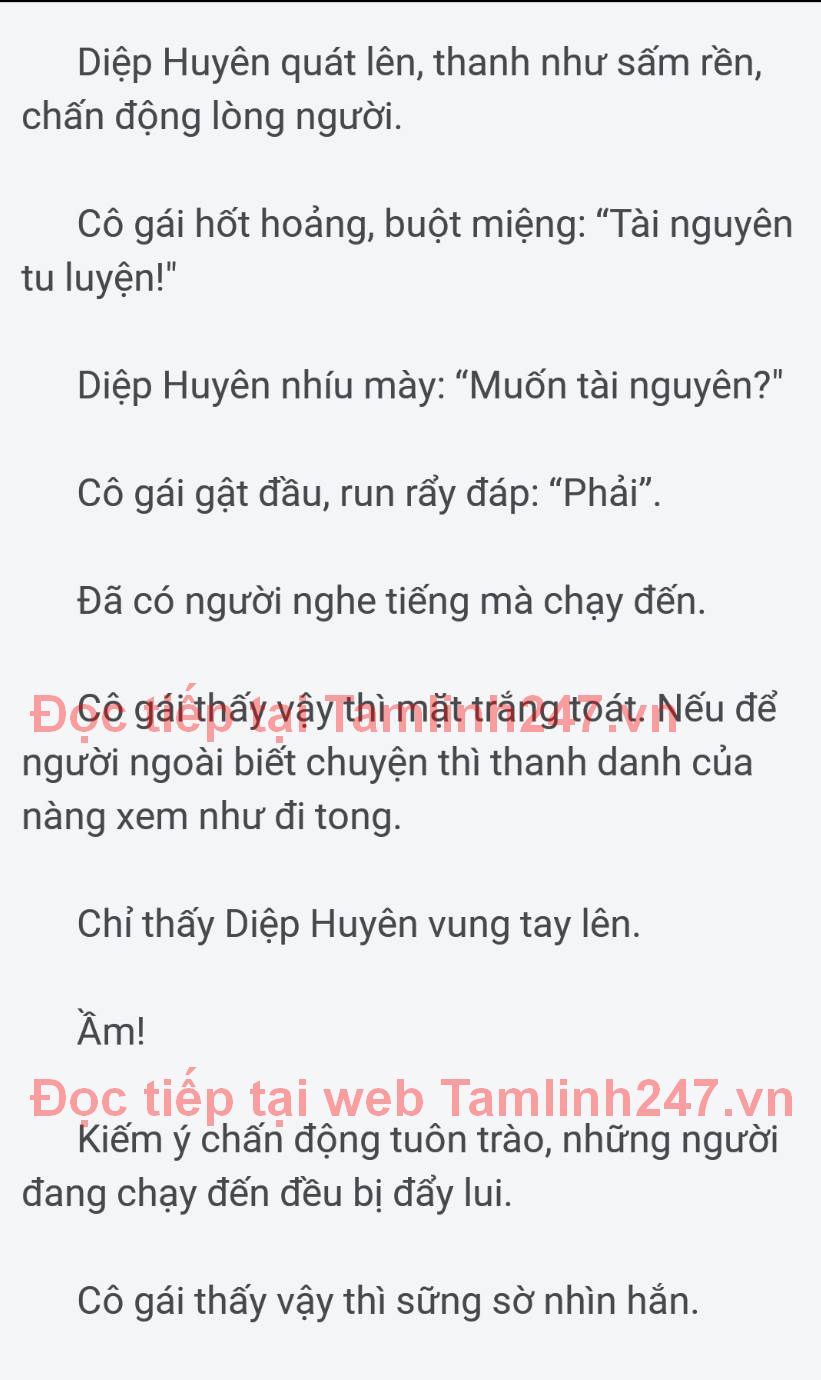 Diệp Huyên quát lên, thanh như sấm rền,
chấn động lòng người.
Cô gái hốt hoảng, buột miệng: “Tài nguyên
tu luyện!"
Diệp Huyên nhíu mày: “Muốn tài nguyên?"
Cô gái gật đầu, run rẩy đáp: “Phải”.
Đã có người nghe tiếng mà chạy đến.
Cô gái thấy vậy thì mặt trắng toát. Nếu để
Đọc tiếp tại Tamlinh247.vn
người ngoài biết chuyện thì thanh danh của
nàng xem như đi tong.
Chỉ thấy Diệp Huyên vung tay lên.
Ầm!
Đọc tiếp tại web Tamlinh247.vn
Kiếm ý chấn động tuôn trào, những người
đang chạy đến đều bị đẩy lui.
Cô gái thấy vậy thì sững sờ nhìn hắn.